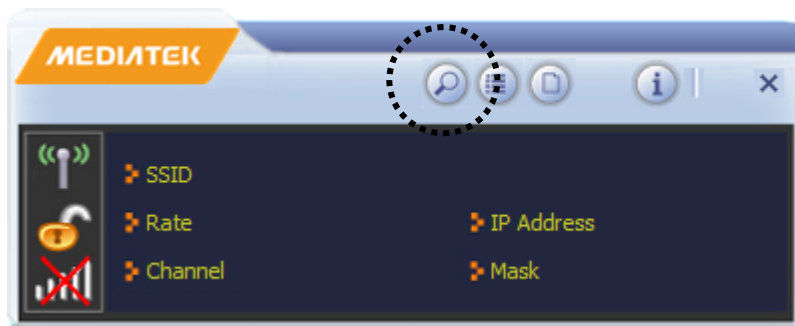 MEDIATEK
SSID
Rate
IP Address
Channel
Mask